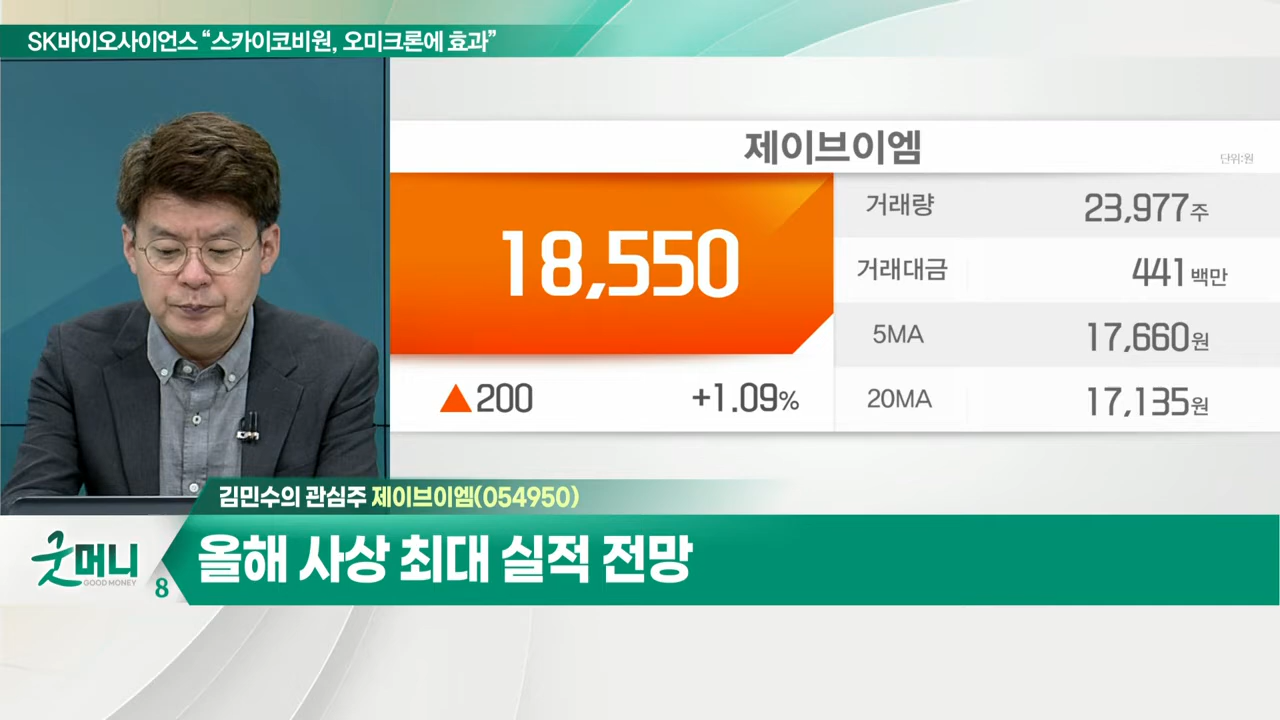 SK바이오사이언스 “스카이코비원, 오미크론에 효과”
제이브이엠
단위:원
18,550
▲200 +1.09%
거래량 23,977주
거래대금 441백만
5MA 17,660원
20MA 17,135원
김민수의 관심주 제이브이엠(054950)
굿머니
GOOD MONEY
8
올해 사상 최대 실적 전망